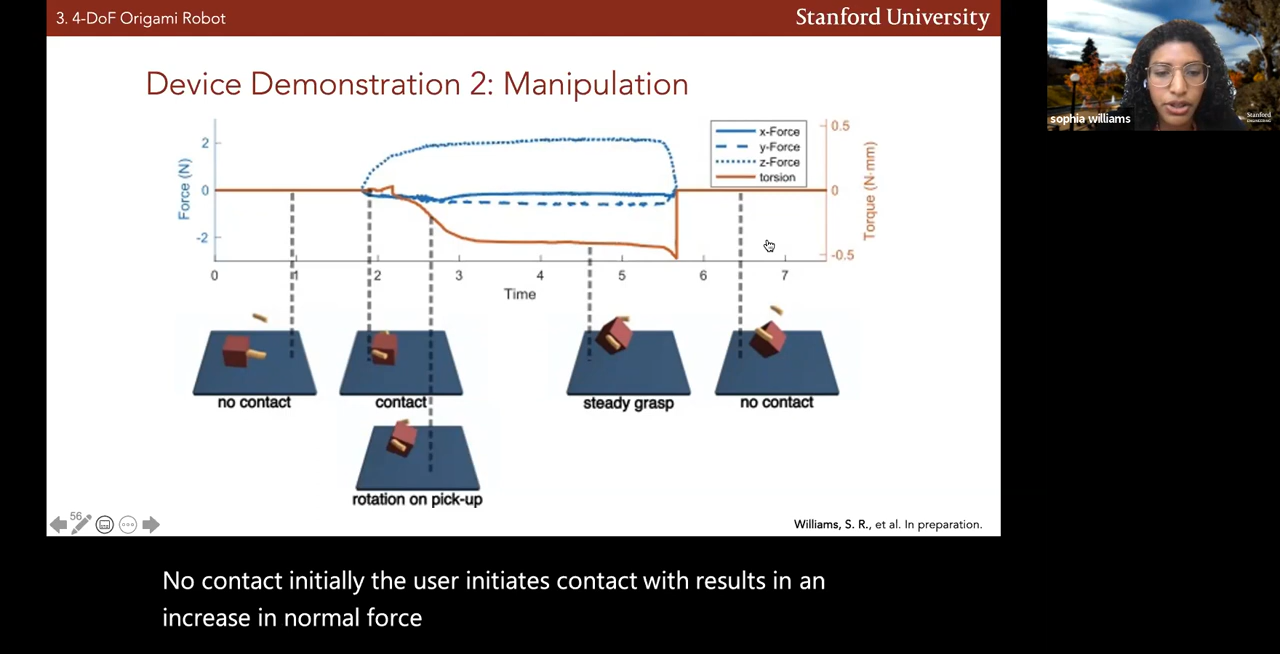 3. 4-DoF Origami Robot
Stanford University
Device Demonstration 2: Manipulation
x-Force
y-Force
z-Force
torsion
Force (N)
2
0
-2
0.5
0
-0.5
Torque (N·mm)
0 1 2 3 4 5 6 7
Time
no contact
contact
steady grasp
no contact
rotation on pick-up
56
Williams, S. R., et al. In preparation.
sophia williams
Stanford
ENGINEERING
No contact initially the user initiates contact with results in an
increase in normal force